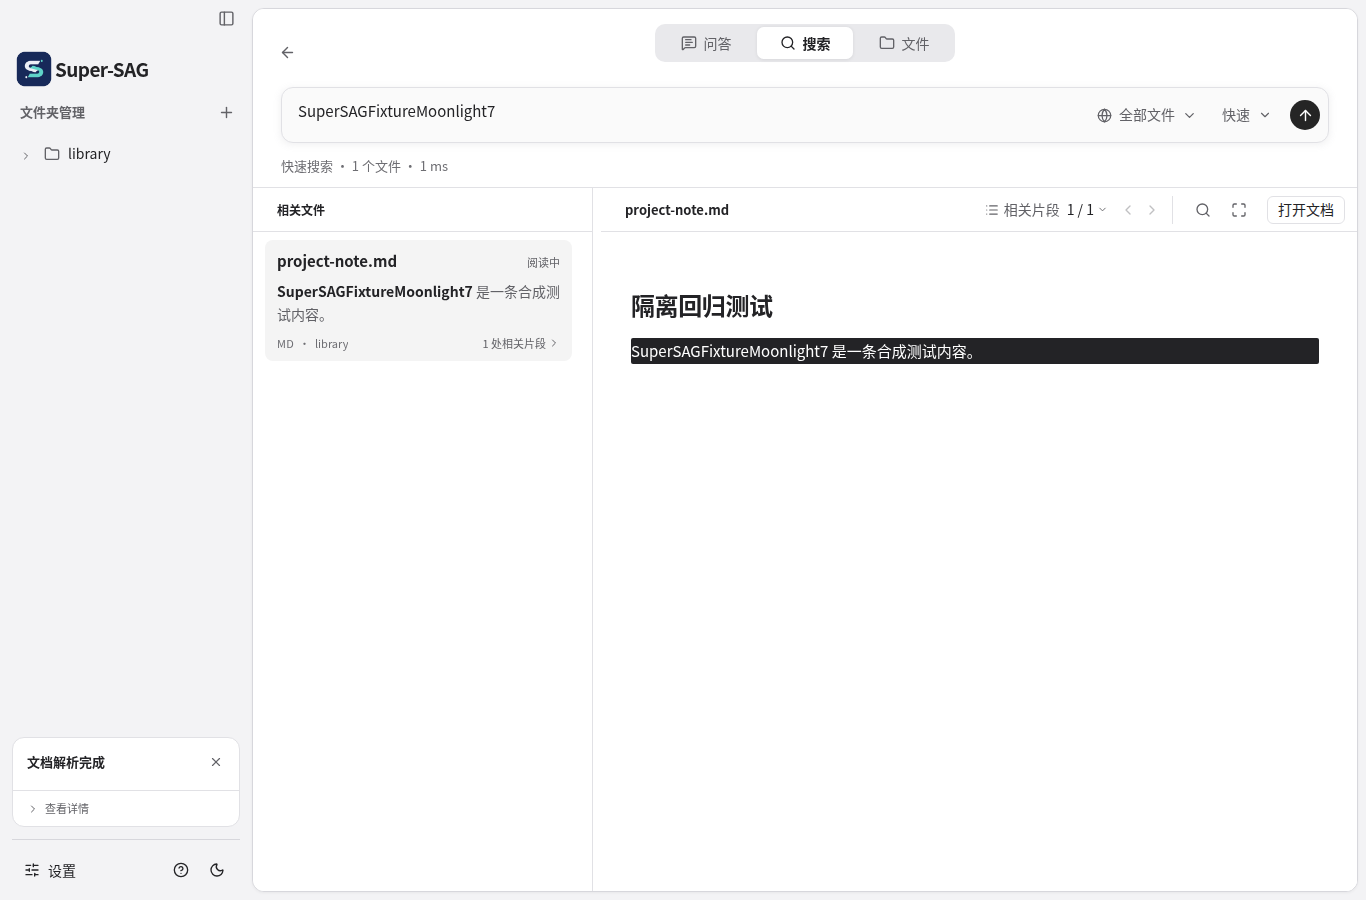 Super-SAG
文件夹管理
library
文档解析完成
查看详情
设置
问答
搜索
文件
SuperSAGFixtureMoonlight7
全部文件
快速
快速搜索 • 1 个文件 • 1 ms
相关文件
project-note.md
阅读中
SuperSAGFixtureMoonlight7 是一条合成测
试内容。
MD • library
1 处相关片段
project-note.md
相关片段 1 / 1
打开文档
隔离回归测试
SuperSAGFixtureMoonlight7 是一条合成测试内容。